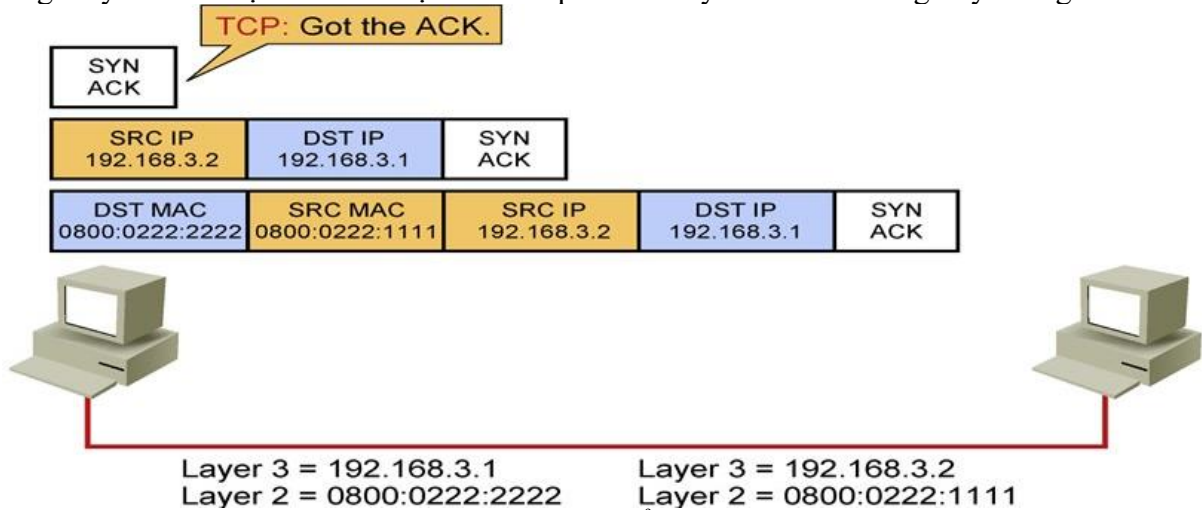 TCP: Got the ACK.
SYN
ACK
SRC IP
192.168.3.2
DST IP
192.168.3.1
SYN
ACK
DST MAC
0800:0222:2222
SRC MAC
0800:0222:1111
SRC IP
192.168.3.2
DST IP
192.168.3.1
SYN
ACK
Layer 3 = 192.168.3.1
Layer 2 = 0800:0222:2222
Layer 3 = 192.168.3.2
Layer 2 = 0800:0222:1111